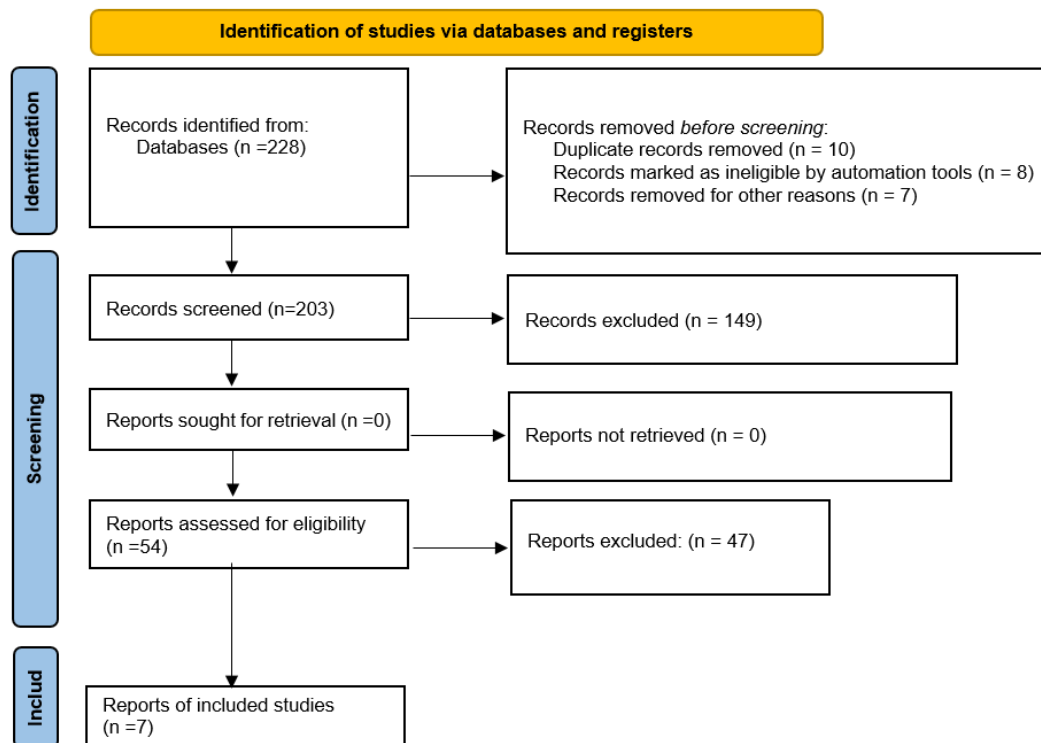 Identification of studies via databases and registers
Identification
Records identified from:
Databases (n =228)
Records removed before screening:
Duplicate records removed (n = 10)
Records marked as ineligible by automation tools (n = 8)
Records removed for other reasons (n = 7)
Screening
Records screened (n=203)
Records excluded (n = 149)
Reports sought for retrieval (n =0)
Reports not retrieved (n = 0)
Reports assessed for eligibility
(n =54)
Reports excluded: (n = 47)
Includ
Reports of included studies
(n =7)